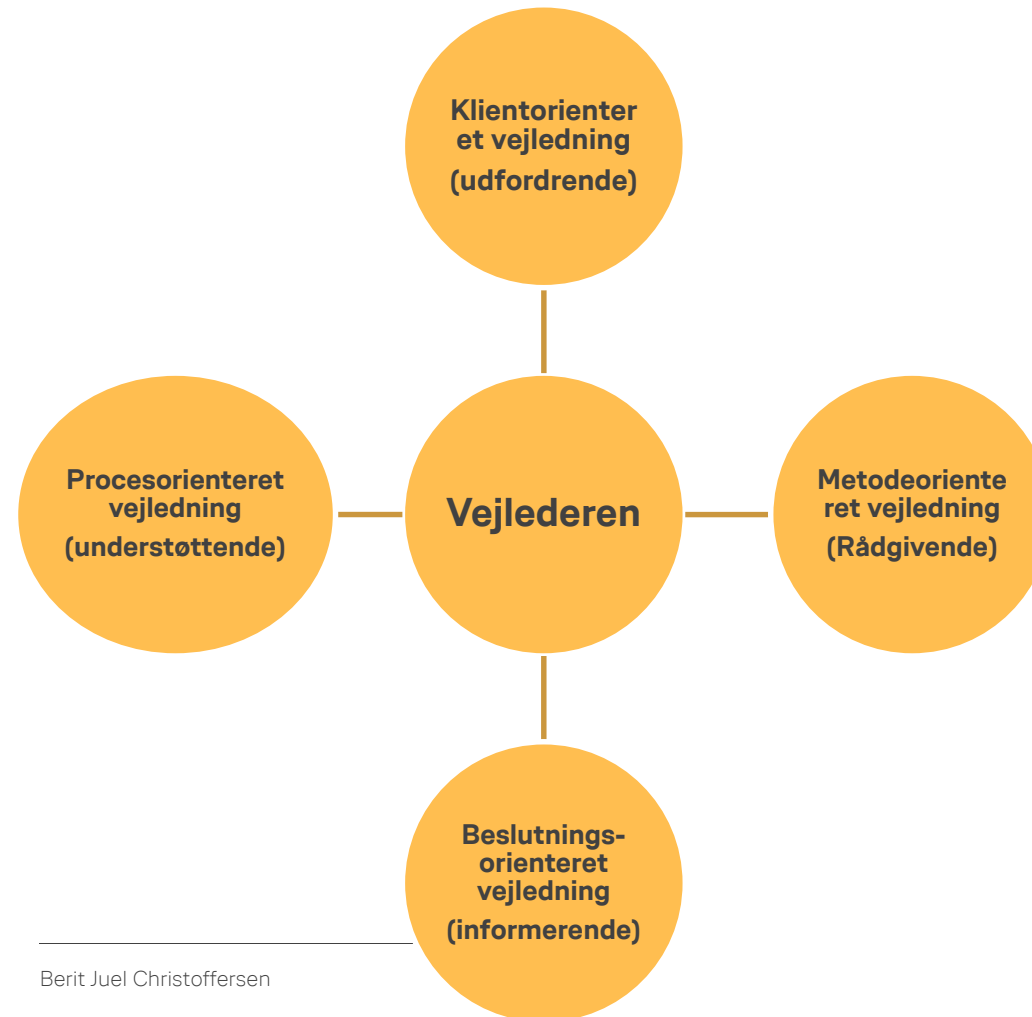 Klientorienter
et vejledning
(udfordrende)
Procesorienteret
vejledning
(understøttende)
Vejlederen
Metodeoriente
ret vejledning
(Rådgivende)
Beslutnings-
orienteret
vejledning
(informerende)
Berit Juel Christoffersen